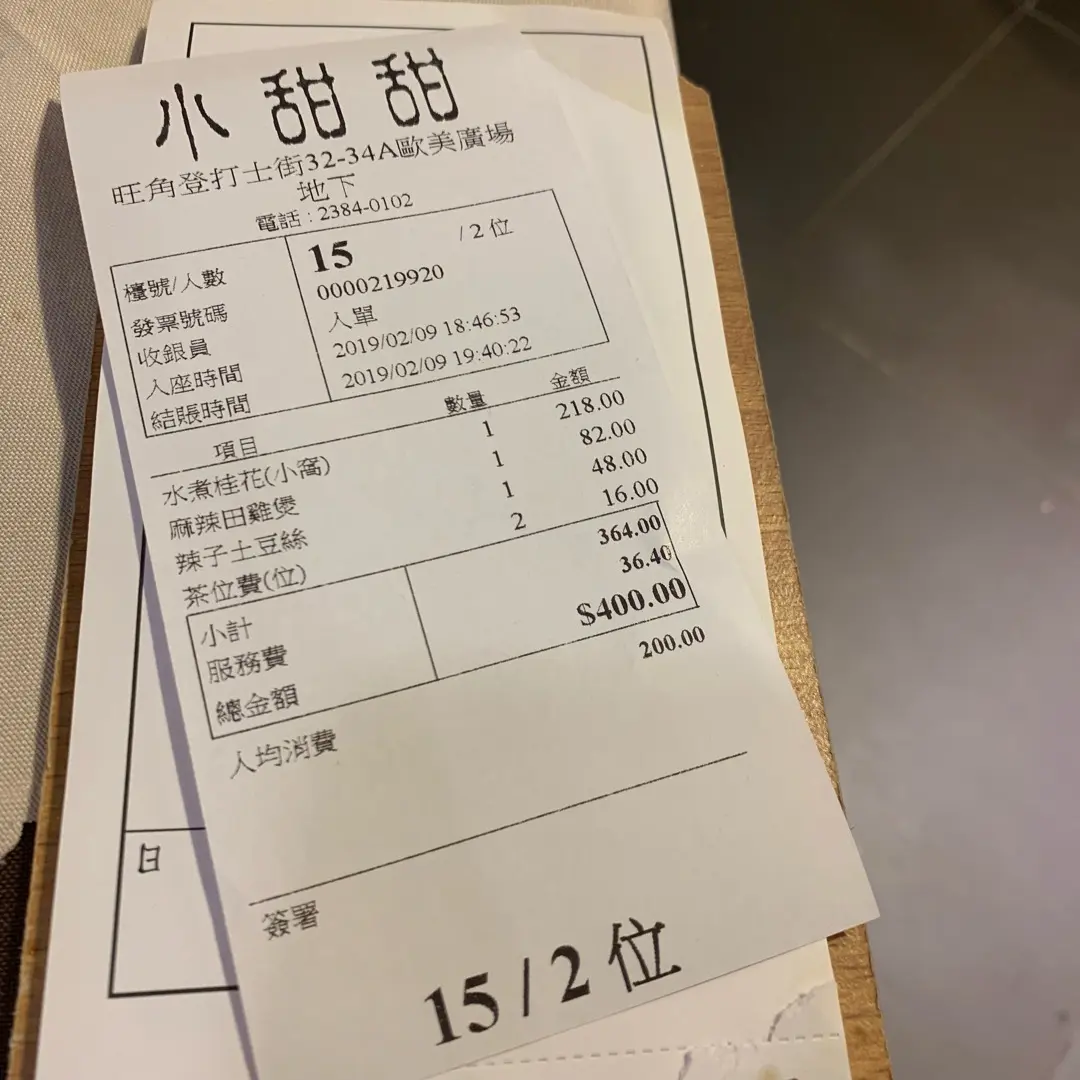 小甜甜
旺角登打士街32-34A歐美廣場
地下
電話 : 2384-0102
檯號/人數 15 / 2 位
發票號碼 0000219920
收銀員 入單
入座時間 2019/02/09 18:46:53
結賬時間 2019/02/09 19:40:22
項目 數量 金額
水煮桂花(小窩) 1 218.00
麻辣田雞煲 1 82.00
辣子土豆絲 1 48.00
茶位費(位) 2 16.00
小計 364.00
服務費 36.40
總金額 $400.00
人均消費 200.00
簽署
15 / 2 位
日